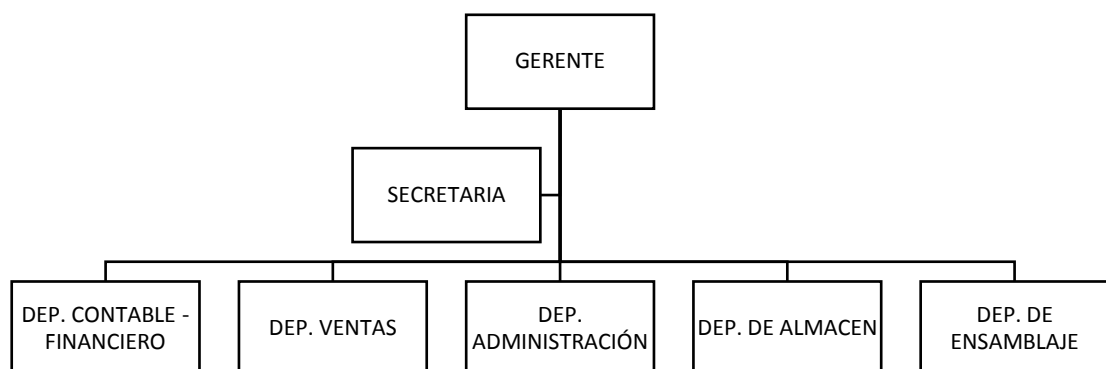 GERENTE
SECRETARIA
DEP. CONTABLE -
FINANCIERO
DEP. VENTAS
DEP.
ADMINISTRACIÓN
DEP. DE ALMACEN
DEP. DE
ENSAMBLAJE